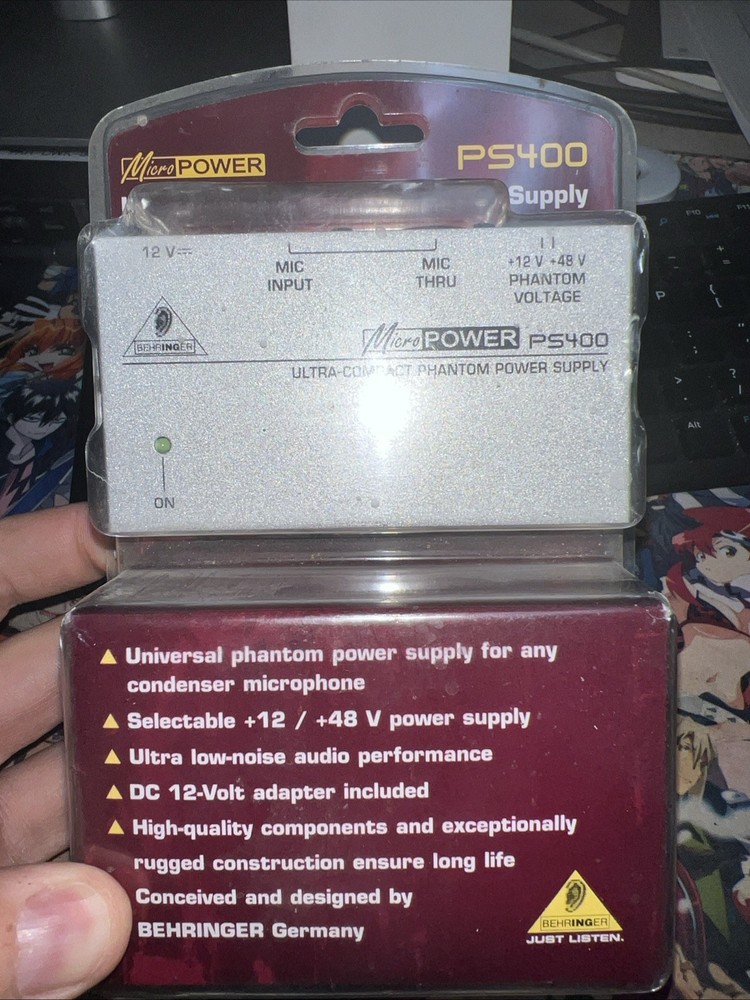 MicroPOWER PS400
Supply
12 V⎓
MIC INPUT
MIC THRU
+12 V +48 V
PHANTOM VOLTAGE
BEHRINGER
MicroPOWER PS400
ULTRA-COMPACT PHANTOM POWER SUPPLY
ON
▲ Universal phantom power supply for any
condenser microphone
▲ Selectable +12 / +48 V power supply
▲ Ultra low-noise audio performance
▲ DC 12-Volt adapter included
▲ High-quality components and exceptionally
rugged construction ensure long life
Conceived and designed by
BEHRINGER Germany
BEHRINGER
JUST LISTEN.
P
F10
F11
Alt